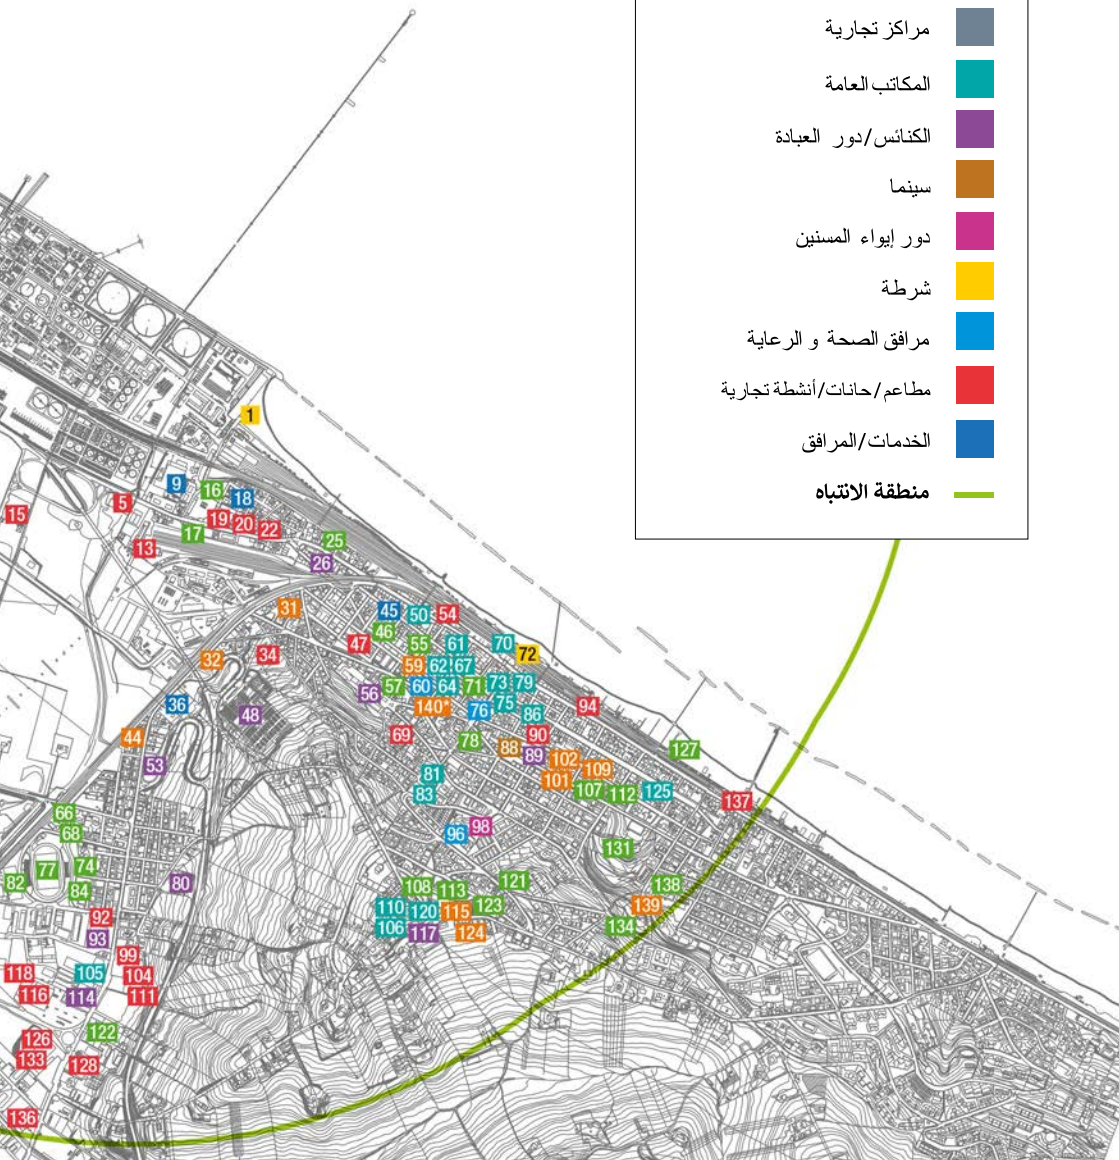 مراكز تجارية
المكاتب العامة
الكنائس/دور العبادة
سينما
دور إيواء المسنين
شرطة
مرافق الصحة و الرعاية
مطاعم/حانات/أنشطة تجارية
الخدمات/المرافق
منطقة الانتباه
1
9 16 18
5 15
19 20 22
17 25
13 26
31 45 50 54
46
47 55 61 70
32 34 59 62 67 72
56 57 60 64 71 73 79
36 48 140* 76 75 86 94
44 69 78 90
88 89 127
53 102 109
81 101
83 107 112 125
137
66
68 96 98
131
77 74
82 84 80 108 113 121 138
110 120 115 123 139
92 106 117 124 134
93
99
118 105 104
116 114 111
126 122
133 128
136